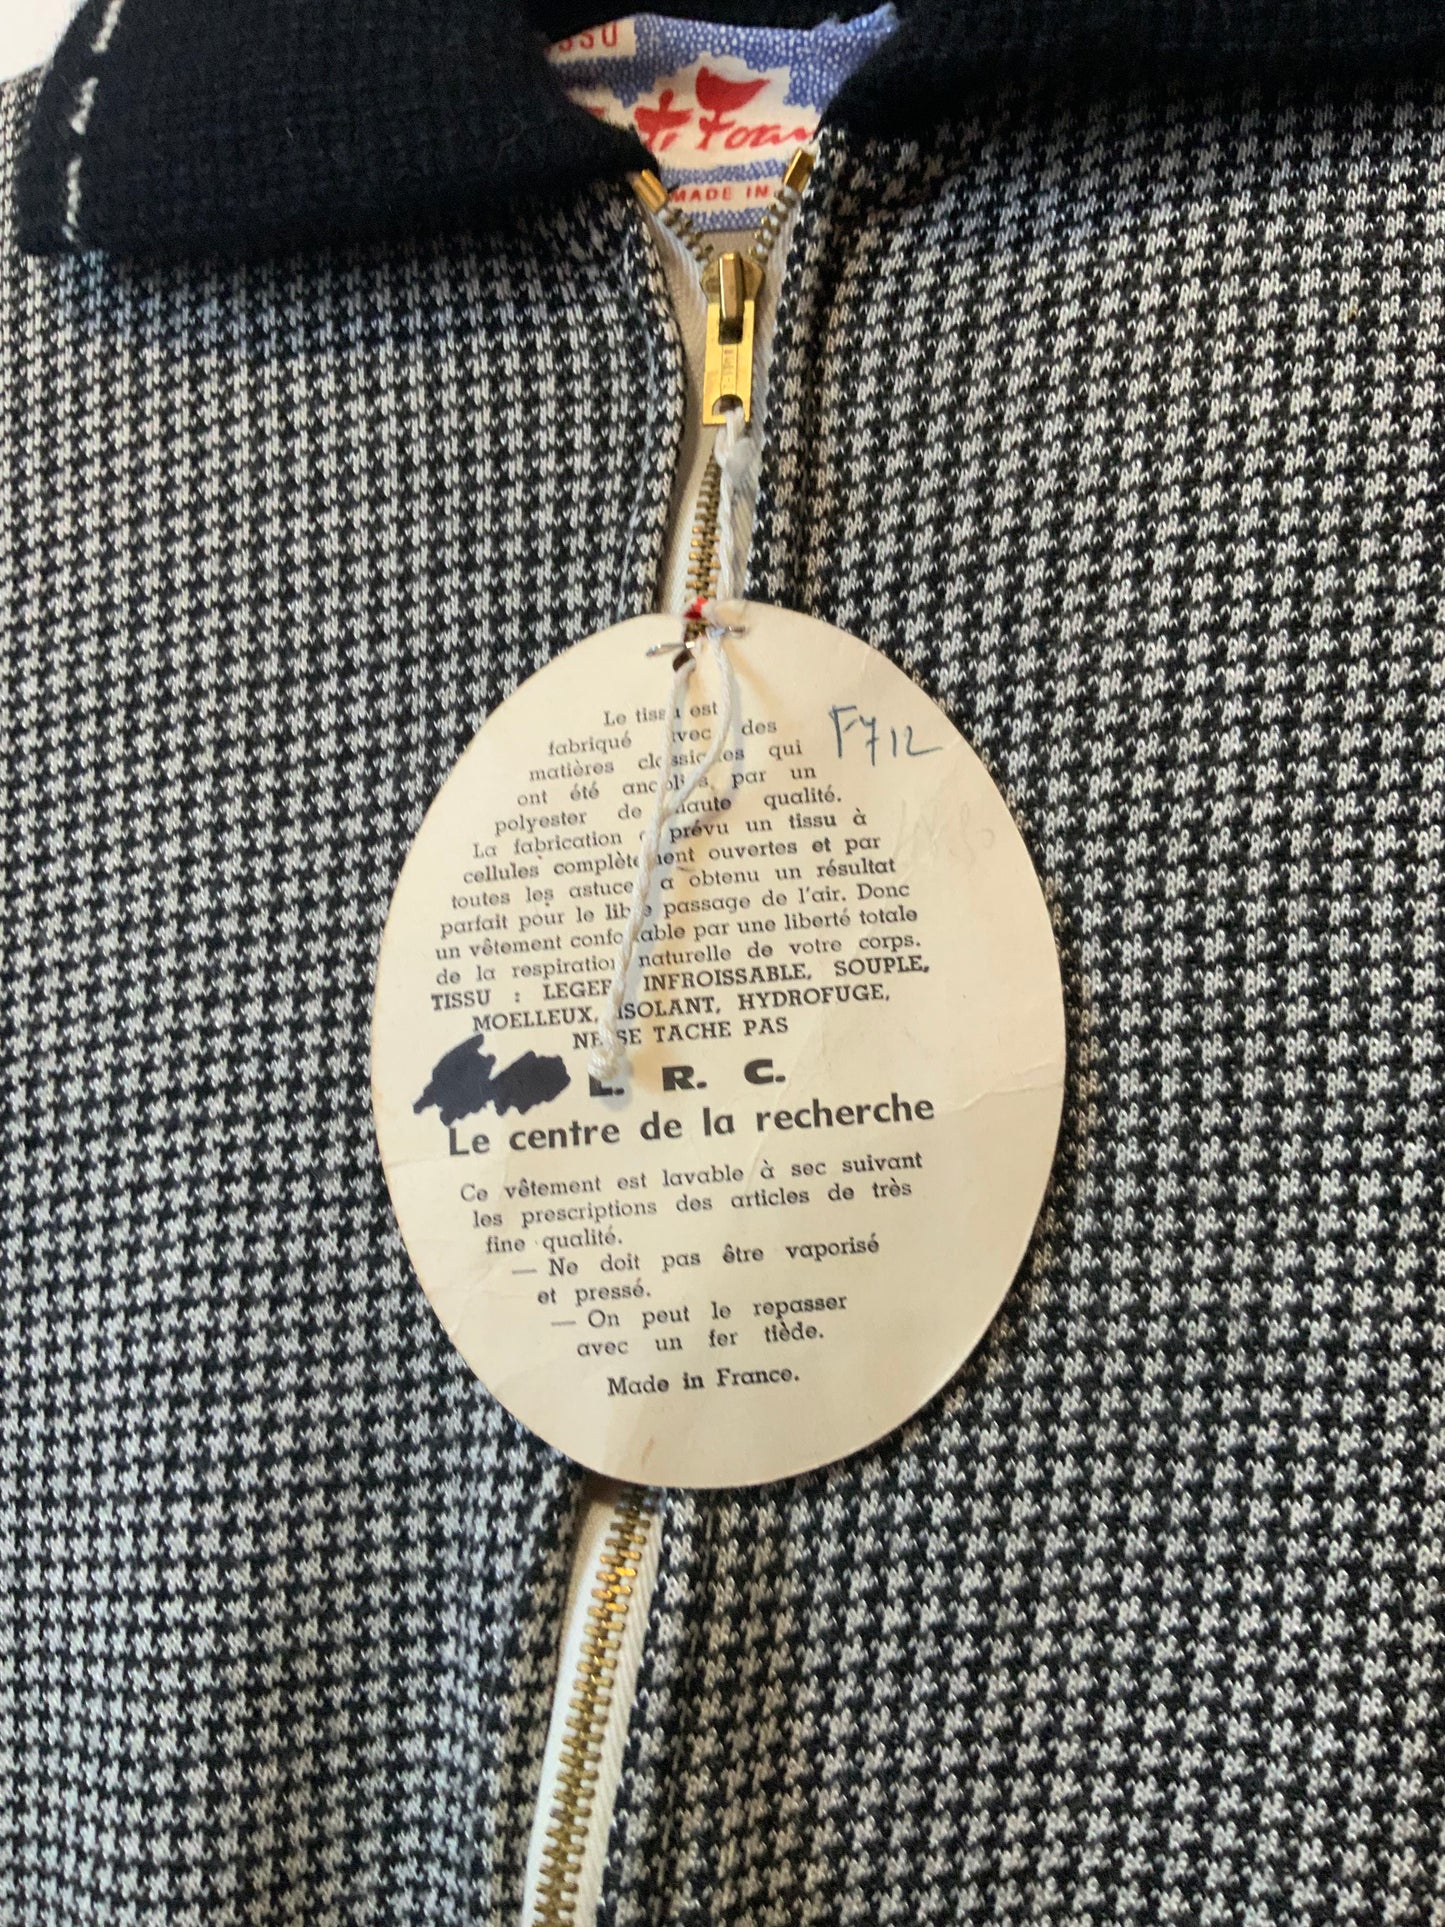 MADE IN
F712
Le tissu est
fabriqué avec des
matières classiques qui
ont été anoblies par un
polyester de haute qualité.
La fabrication a prévu un tissu à
cellules complètement ouvertes et par
toutes les astuces a obtenu un résultat
parfait pour le libre passage de l'air. Donc
un vêtement confortable par une liberté totale
de la respiration naturelle de votre corps.
TISSU : LEGER, INFROISSABLE, SOUPLE,
MOELLEUX, ISOLANT, HYDROFUGE,
NE SE TACHE PAS
L. R. C.
Le centre de la recherche
Ce vêtement est lavable à sec suivant
les prescriptions des articles de très
fine qualité.
— Ne doit pas être vaporisé
et pressé.
— On peut le repasser
avec un fer tiède.
Made in France.